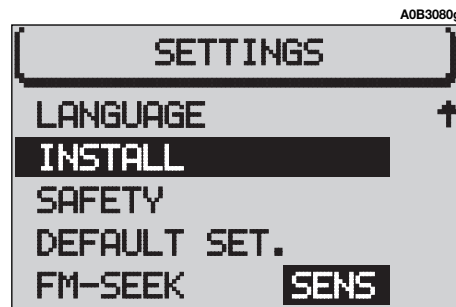 A0B3080g
SETTINGS
LANGUAGE
INSTALL
SAFETY
DEFAULT SET.
FM-SEEK SENS